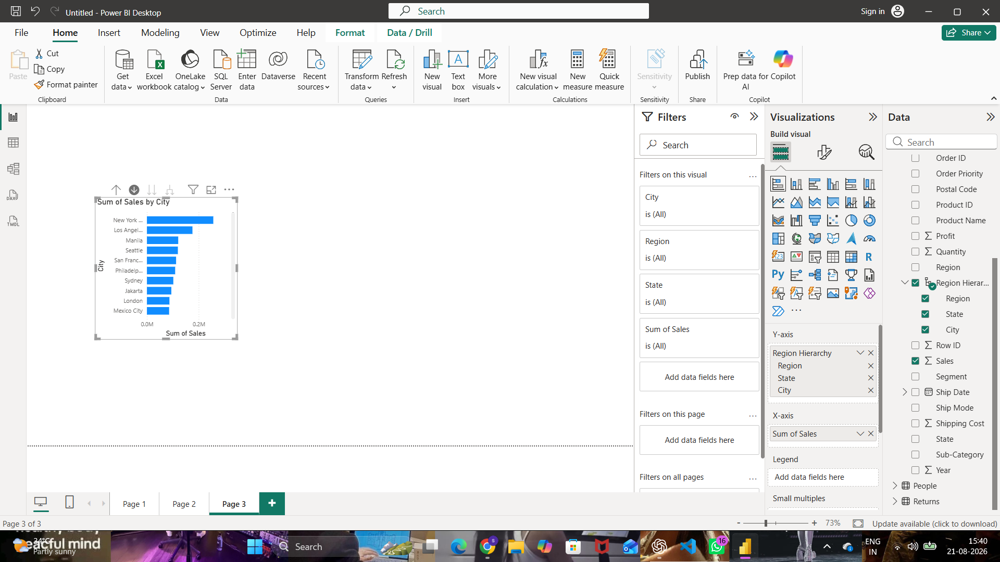 Untitled - Power BI Desktop
Search
Sign in
File
Home
Insert
Modeling
View
Optimize
Help
Format
Data / Drill
Share
Paste
Cut
Copy
Format painter
Clipboard
Get data
Excel workbook
OneLake catalog
SQL Server
Enter data
Dataverse
Recent sources
Data
Transform data
Refresh
Queries
New visual
Text box
More visuals
Insert
New visual calculation
New measure
Quick measure
Calculations
Sensitivity
Sensitivity
Publish
Share
Prep data for AI
Copilot
Copilot
DAX
TMDL
Sum of Sales by City
City
New York ...
Los Angel...
Manila
Seattle
San Franc...
Philadelp...
Sydney
Jakarta
London
Mexico City
0.0M
0.2M
Sum of Sales
Filters
Search
Filters on this visual
...
City
is (All)
Region
is (All)
State
is (All)
Sum of Sales
is (All)
Add data fields here
Filters on this page
...
Add data fields here
Filters on all pages
...
Visualizations
Build visual
123
R
Py
...
Y-axis
Region Hierarchy
Region
State
City
X-axis
Sum of Sales
Legend
Add data fields here
Small multiples
Data
Search
Order ID
Order Priority
Postal Code
Product ID
Product Name
Profit
Quantity
Region
Region Hierar...
Region
State
City
Row ID
Sales
Segment
Ship Date
Ship Mode
Shipping Cost
State
Sub-Category
Year
People
Returns
Page 1
Page 2
Page 3
Page 3 of 3
- + 73%
Update available (click to download)
34°C
Partly sunny
eaceful mind
Search
16
ENG
IN
15:40
21-08-2026